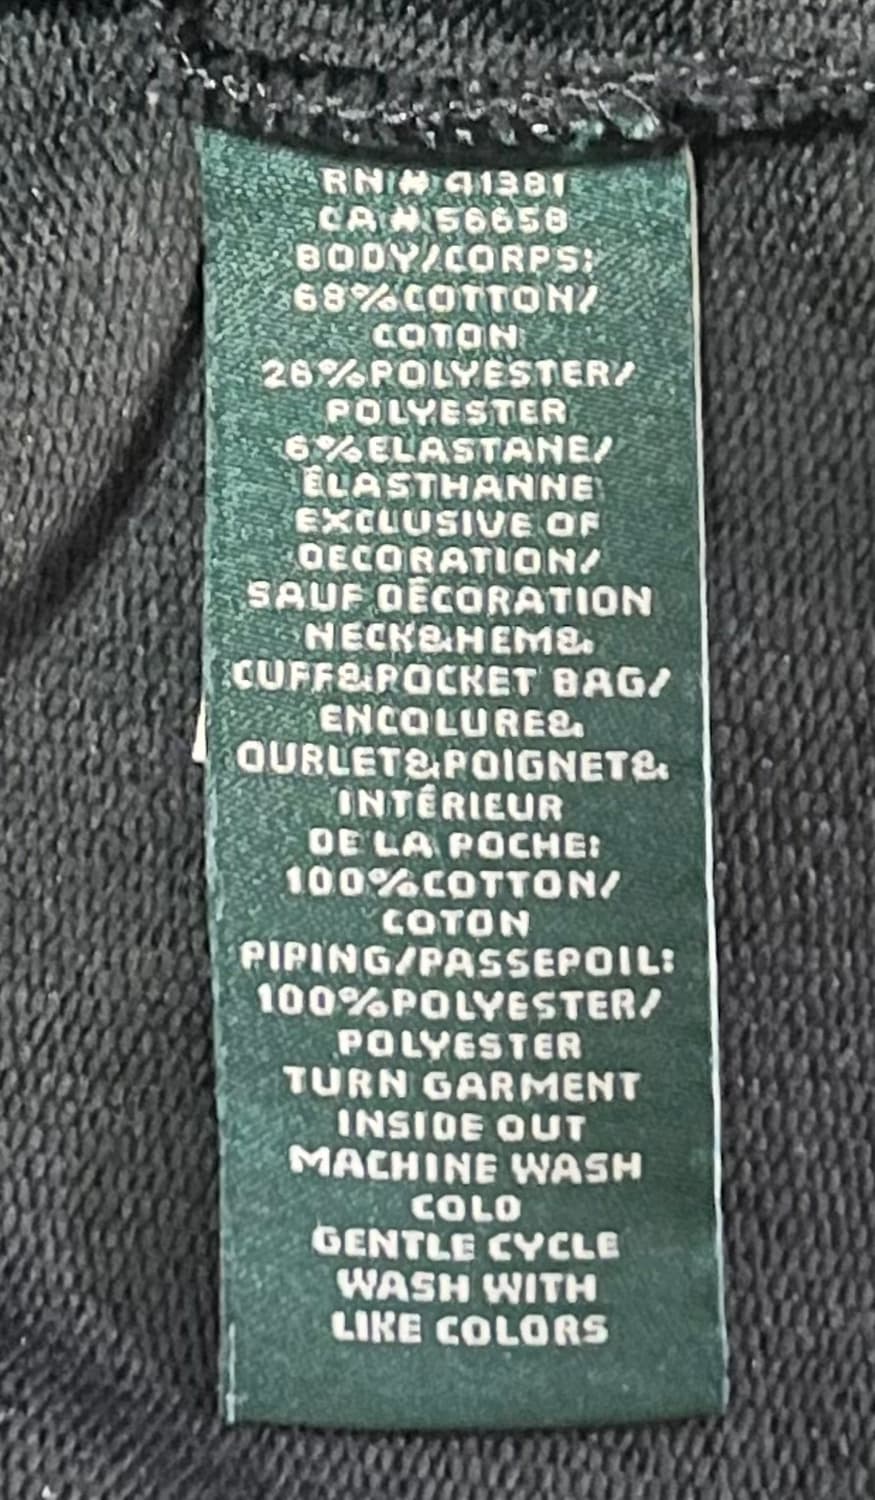 RN # 41381
CA # 56658
BODY/CORPS:
68%COTTON/
COTON
26%POLYESTER/
POLYESTER
6%ELASTANE/
ÉLASTHANNE
EXCLUSIVE OF
DECORATION/
SAUF DÉCORATION
NECK&HEM&
CUFF&POCKET BAG/
ENCOLURE&
OURLET&POIGNET&
INTÉRIEUR
DE LA POCHE:
100%COTTON/
COTON
PIPING/PASSEPOIL:
100%POLYESTER/
POLYESTER
TURN GARMENT
INSIDE OUT
MACHINE WASH
COLD
GENTLE CYCLE
WASH WITH
LIKE COLORS